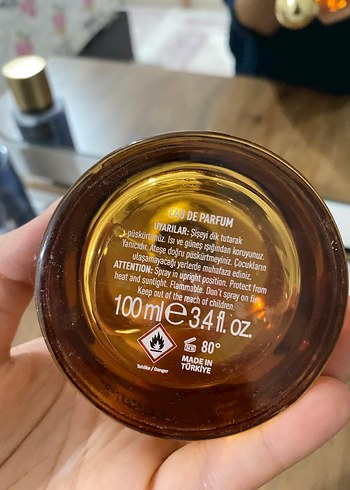 EAU DE PARFUM
UYARILAR: Şişeyi dik tutarak
püskürtünüz. Isı ve güneş ışığından koruyunuz.
Yanıcıdır. Ateşe doğru püskürtmeyiniz. Çocukların
ulaşamayacağı yerlerde muhafaza ediniz.
ATTENTION: Spray in upright position. Protect from
heat and sunlight. Flammable. Don't spray on fire.
Keep out of the reach of children.
100 ml e 3.4 fl. oz.
80°
MADE IN
TÜRKİYE
Tehlike / Danger